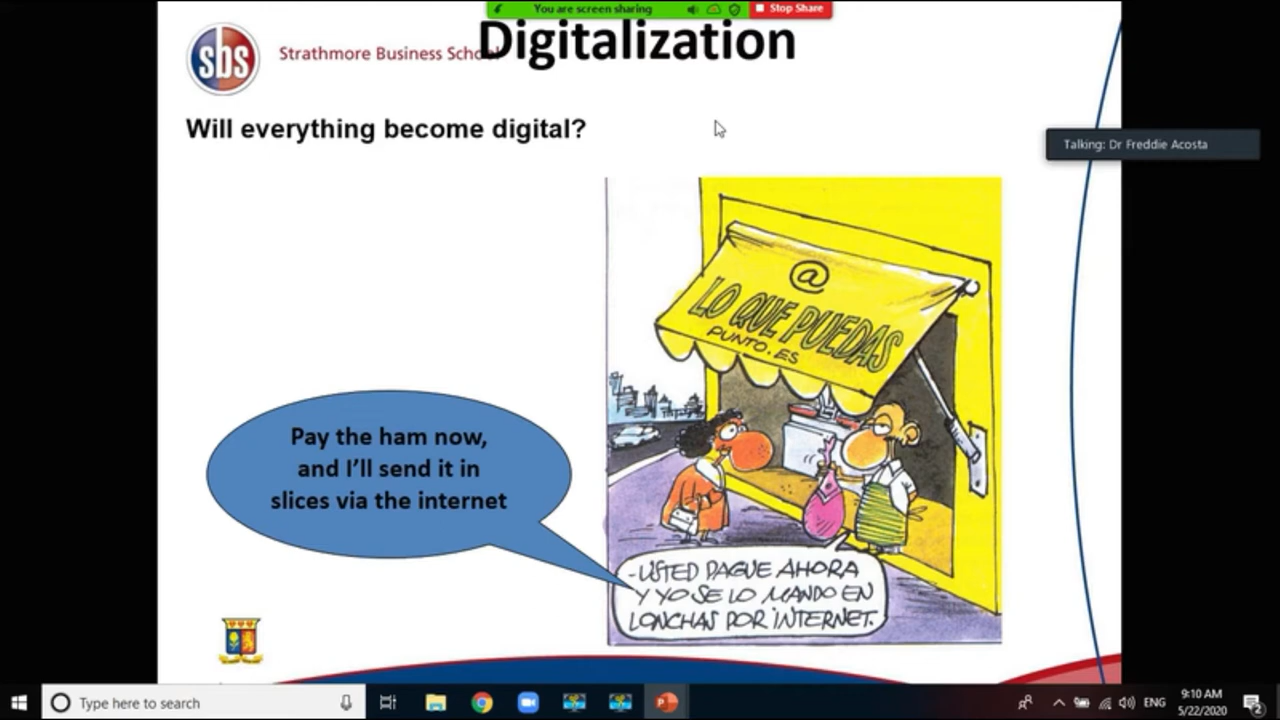 You are screen sharing
Stop Share
sbs
Strathmore Business School
Digitalization
Will everything become digital?
Talking: Dr Freddie Acosta
@
LO QUE PUEDAS
PUNTO.ES
Pay the ham now,
and I'll send it in
slices via the internet
-USTED PAGUE AHORA
Y YO SE LO MANDO EN
LONCHAS POR INTERNET.
Type here to search
ENG
9:10 AM
5/22/2020
2